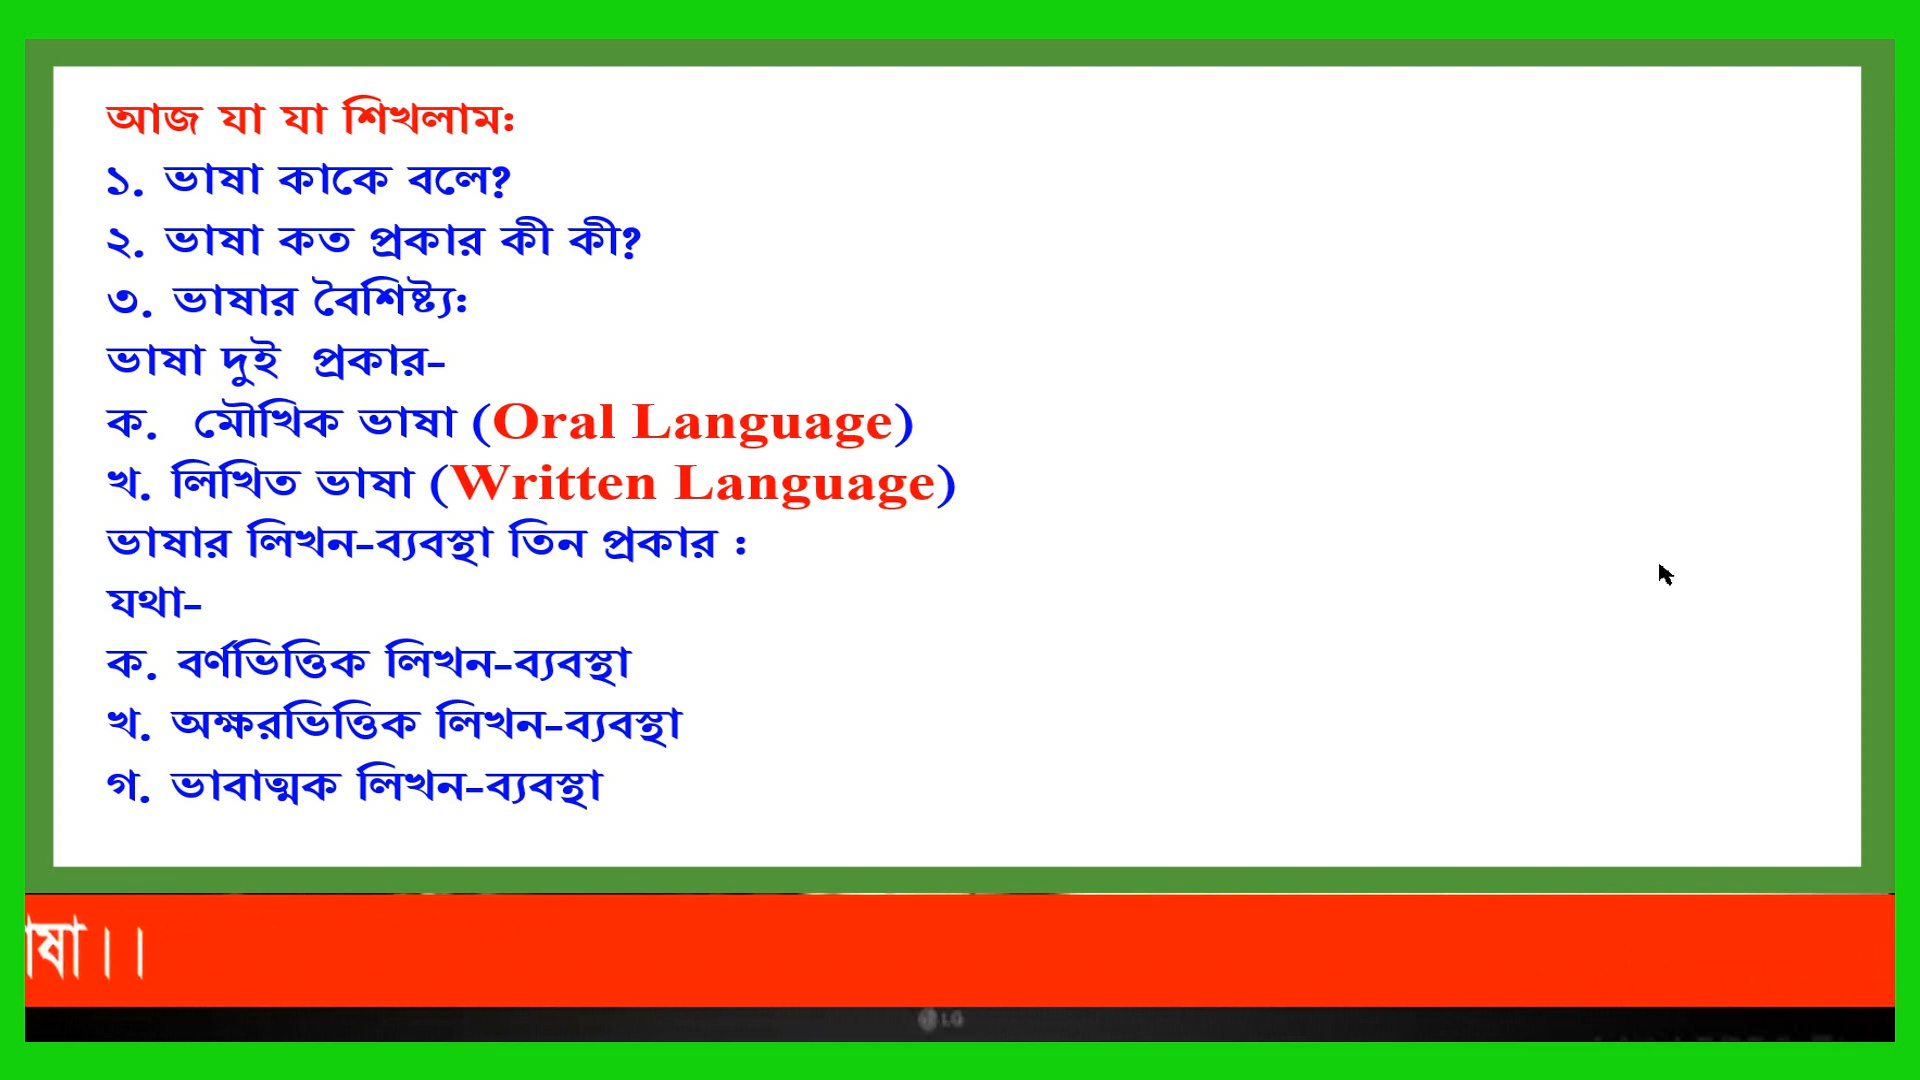 আজ যা যা শিখলামঃ
১. ভাষা কাকে বলে?
২. ভাষা কত প্রকার কী কী?
৩. ভাষার বৈশিষ্ট্যঃ
ভাষা দুই প্রকার-
ক. মৌখিক ভাষা (Oral Language)
খ. লিখিত ভাষা (Written Language)
ভাষার লিখন-ব্যবস্থা তিন প্রকার :
যথা-
ক. বর্ণভিত্তিক লিখন-ব্যবস্থা
খ. অক্ষরভিত্তিক লিখন-ব্যবস্থা
গ. ভাবাত্মক লিখন-ব্যবস্থা
LG